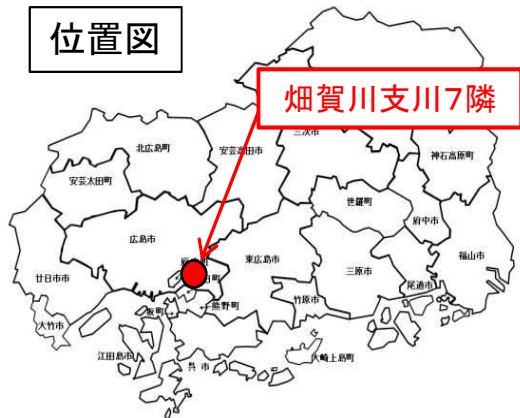 位置図
畑賀川支川7隣
三次市
北広島町
安芸高田市
神石高原町
安芸太田町
世羅町
府中市
広島市
東広島市
福山市
三原市
廿日市市
尾道市
竹原市
熊野町
坂町
大竹市
江田島市
大崎上島町
呉市